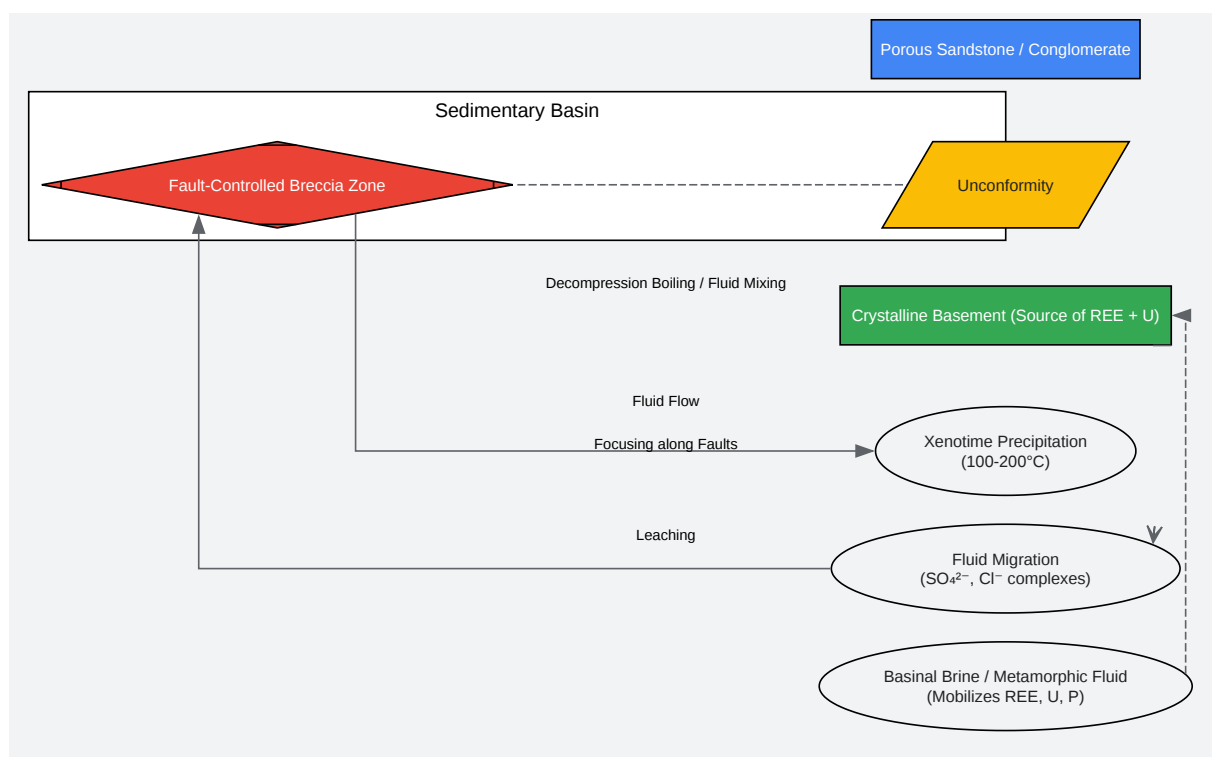 Porous Sandstone / Conglomerate
Sedimentary Basin
Fault-Controlled Breccia Zone
Unconformity
Decompression Boiling / Fluid Mixing
Crystalline Basement (Source of REE + U)
Fluid Flow
Focusing along Faults
Xenotime Precipitation
(100-200°C)
Leaching
Fluid Migration
(SO₄²⁻, Cl⁻ complexes)
Basinal Brine / Metamorphic Fluid
(Mobilizes REE, U, P)